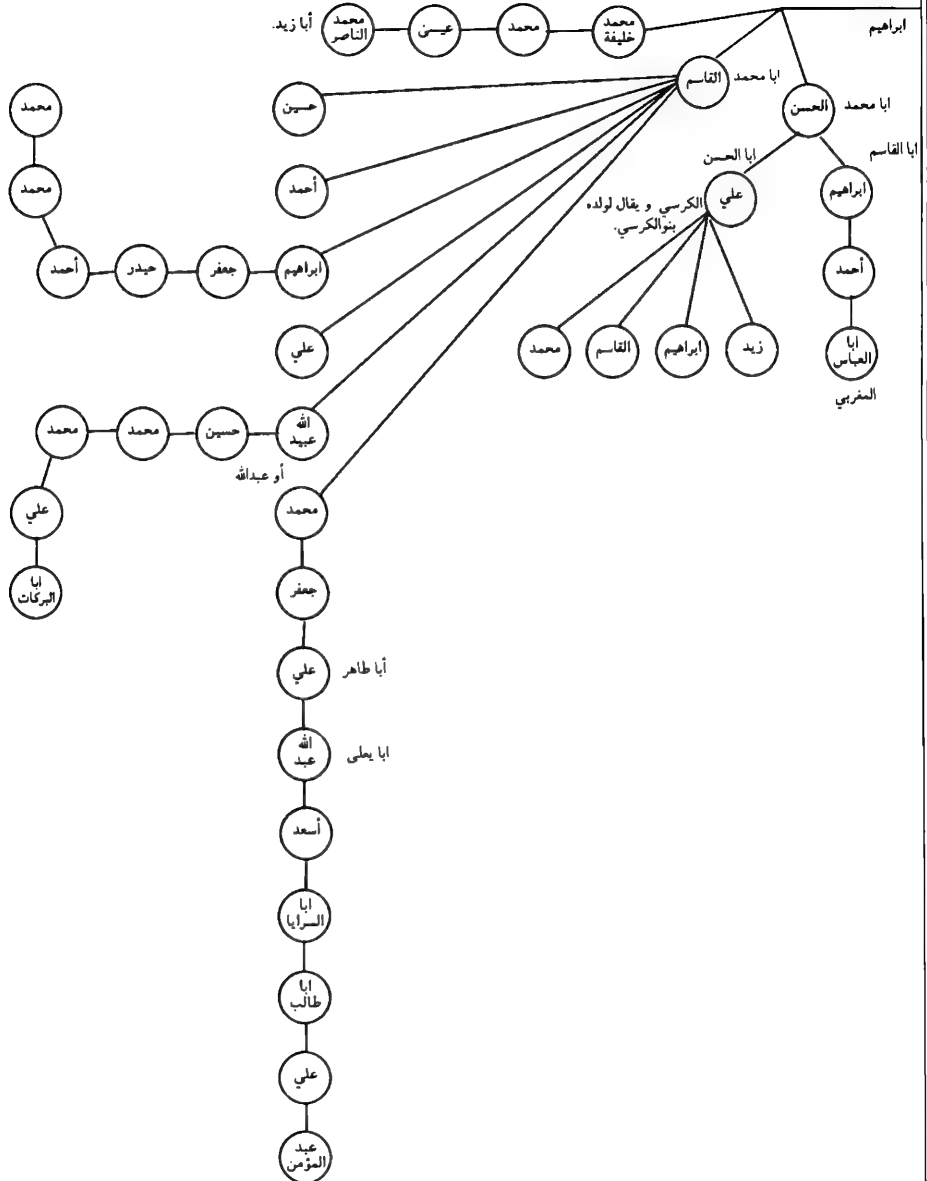 ابراهيم
محمد
خليفة
محمد
محمد
الناصر
أبا زيد.
ابا محمد
القاسم
ابا محمد
الحسن
ابا القاسم
ابراهيم
أحمد
ابا
العباس
المغربي
ابا الحسن
علي
الكرسي و يقال لولده
بنوالكرسي.
زيد
ابراهيم
القاسم
محمد
حسين
أحمد
ابراهيم
جعفر
حيدر
أحمد
محمد
محمد
علي
الله
عبيد
أو عبدالله
حسين
محمد
محمد
علي
ابا
البركات
محمد
جعفر
علي
أبا طاهر
الله
عبد
ابا يعلى
أسعد
ابا
السرايا
ابا
طالب
علي
عبد
المؤمن